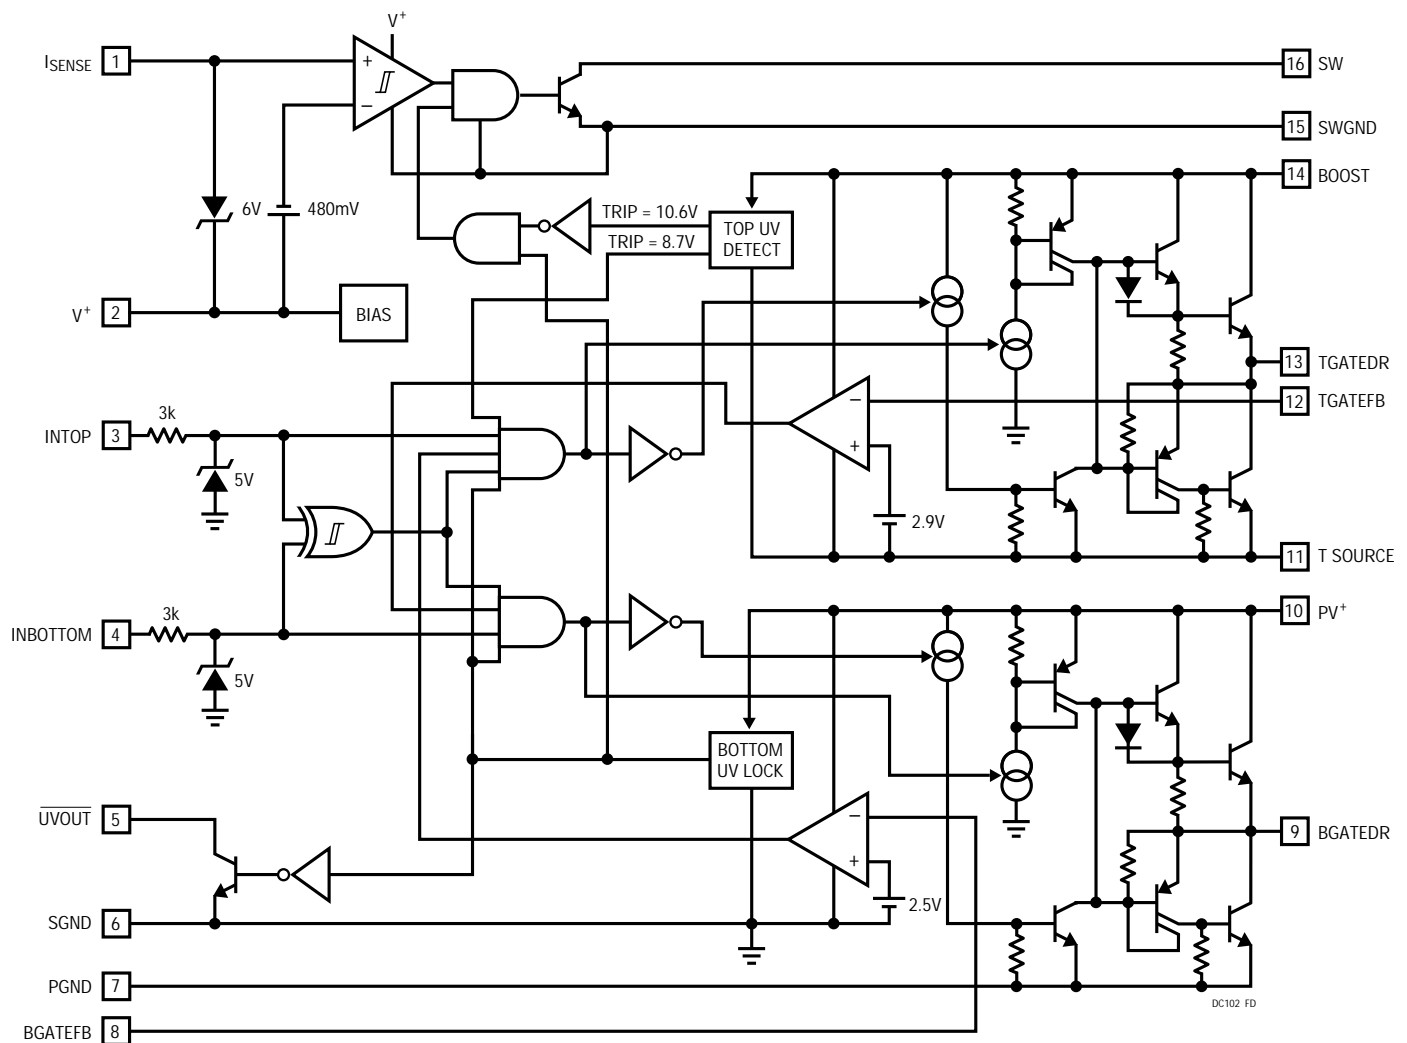 V+
ISENSE 1
+
−
16 SW
15 SWGND
14 BOOST
6V
480mV
TRIP = 10.6V
TRIP = 8.7V
TOP UV
DETECT
V+ 2
BIAS
13 TGATEDR
12 TGATEFB
−
+
3k
INTOP 3
5V
2.9V
11 T SOURCE
3k
INBOTTOM 4
5V
10 PV+
BOTTOM
UV LOCK
UVOUT 5
−
+
9 BGATEDR
2.5V
SGND 6
PGND 7
DC102 FD
BGATEFB 8